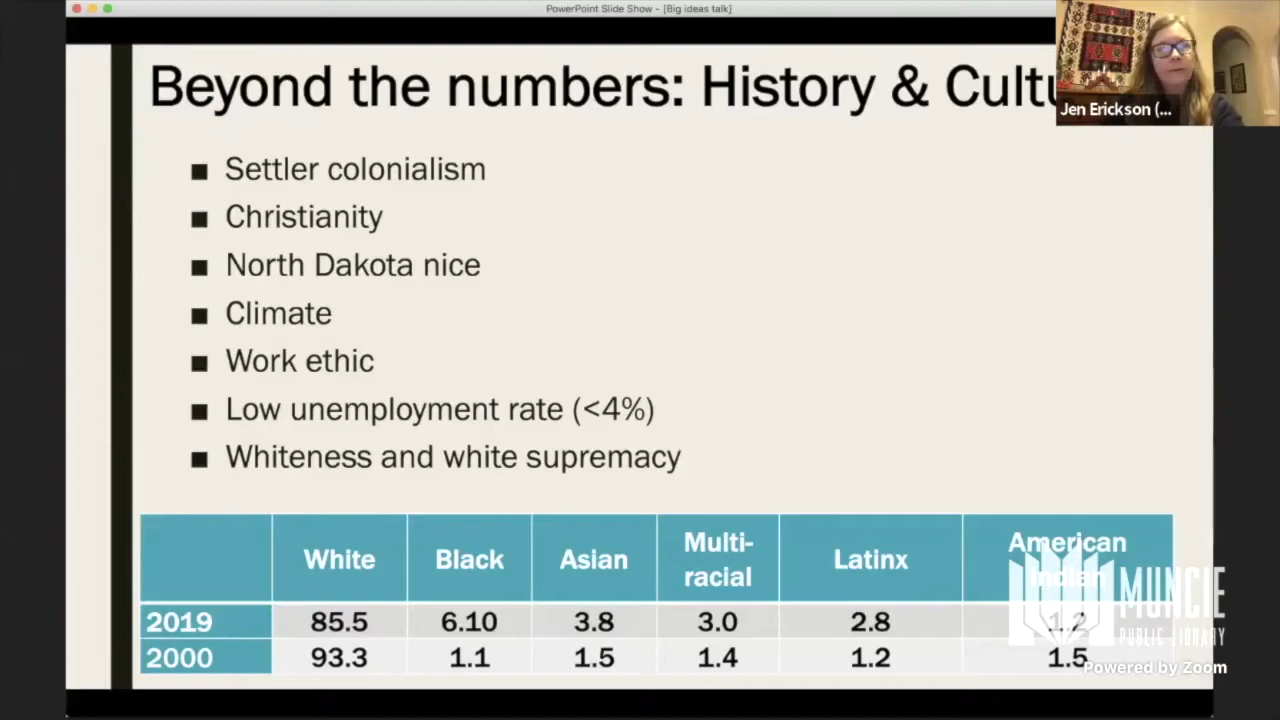 PowerPoint Slide Show - [Big ideas talk]
Beyond the numbers: History & Cultu
Jen Erickson (...
■ Settler colonialism
■ Christianity
■ North Dakota nice
■ Climate
■ Work ethic
■ Low unemployment rate (<4%)
■ Whiteness and white supremacy
White Black Asian Multi-racial Latinx American Indian
2019 85.5 6.10 3.8 3.0 2.8 1.2
2000 93.3 1.1 1.5 1.4 1.2 1.5
MUNCIE
PUBLIC LIBRARY
Powered by Zoom